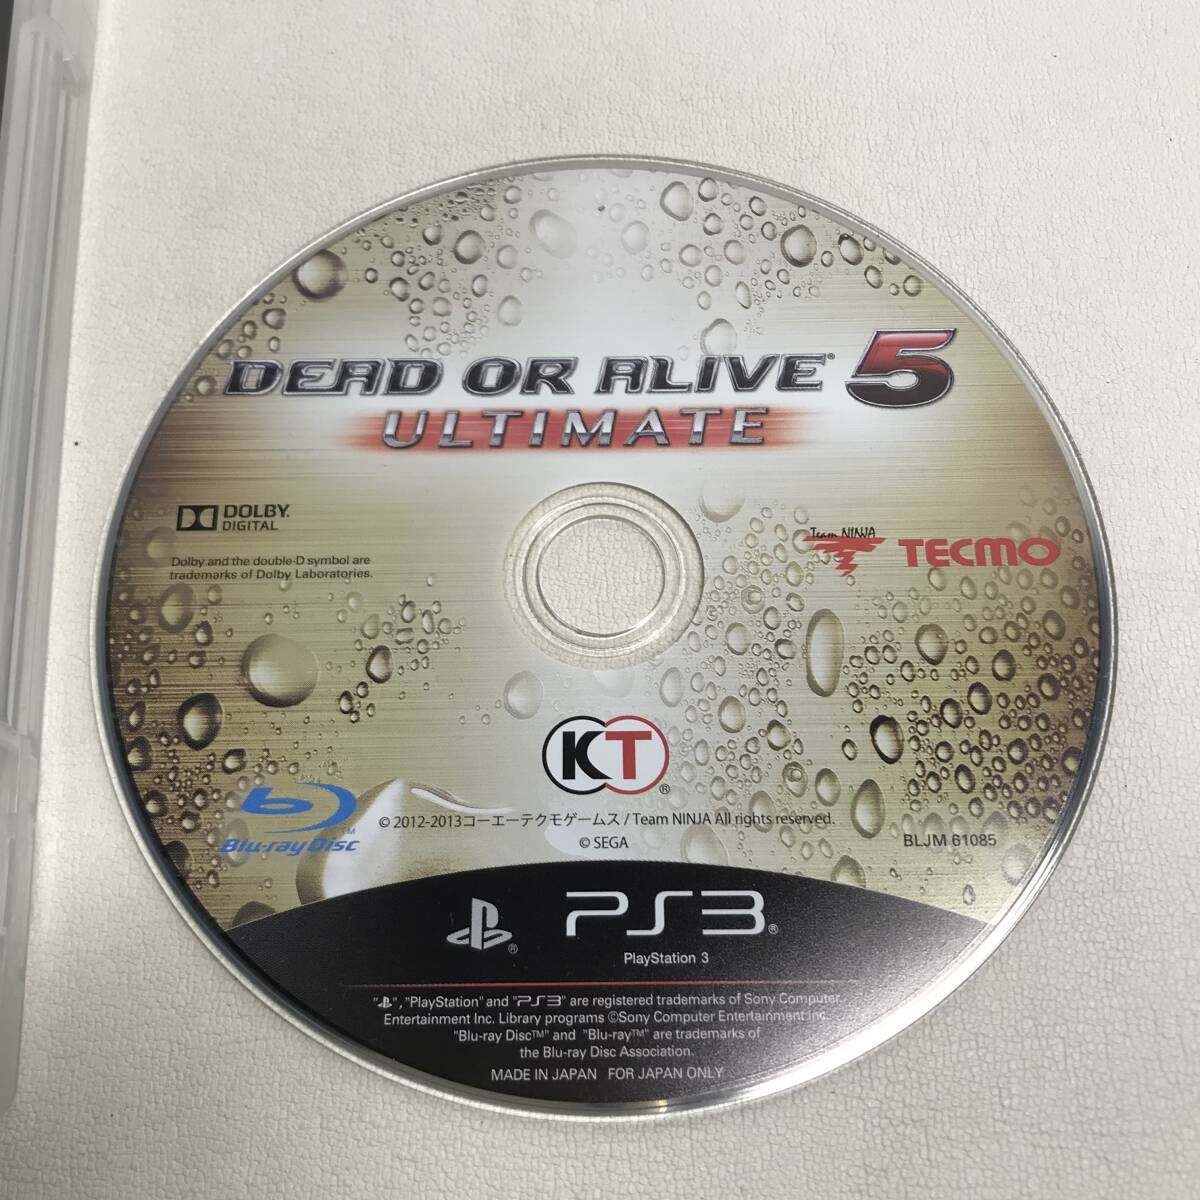 DEAD OR ALIVE® 5
ULTIMATE
DOLBY.
DIGITAL
Dolby and the double-D symbol are
trademarks of Dolby Laboratories.
Team NINJA
TECMO
KT®
Blu-ray Disc™
© 2012-2013コーエーテクモゲームス / Team NINJA All rights reserved.
© SEGA
BLJM 61085
PS3®
PlayStation 3
" ", "PlayStation" and "PS3" are registered trademarks of Sony Computer
Entertainment Inc. Library programs ©Sony Computer Entertainment Inc.
"Blu-ray Disc™" and "Blu-ray™" are trademarks of
the Blu-ray Disc Association.
MADE IN JAPAN FOR JAPAN ONLY